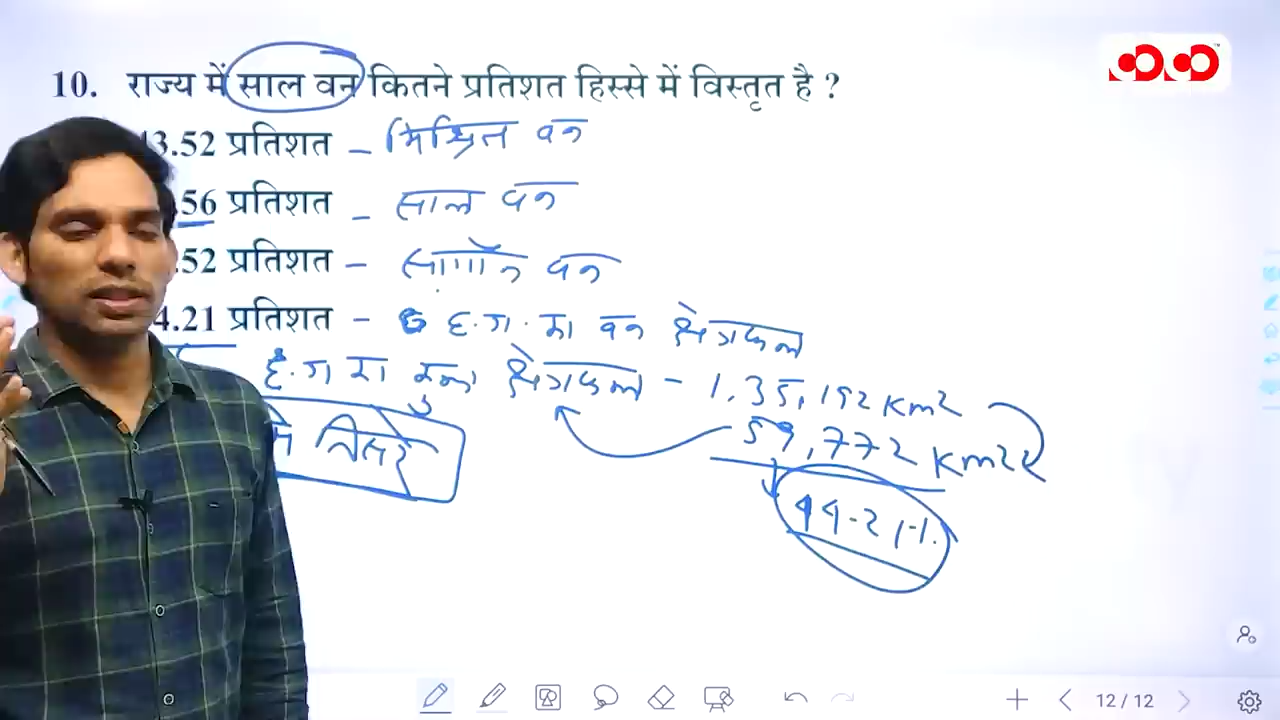 10. राज्य में साल वन कितने प्रतिशत हिस्से में विस्तृत है ?
3.52 प्रतिशत – मिश्रित वन
.56 प्रतिशत – साल वन
.52 प्रतिशत – सागौन वन
4.21 प्रतिशत – छ.ग. का वन क्षेत्रफल
छ.ग का कुल क्षेत्रफल – 1,35,192 km2
59,772 km2
44.21%
12 / 12